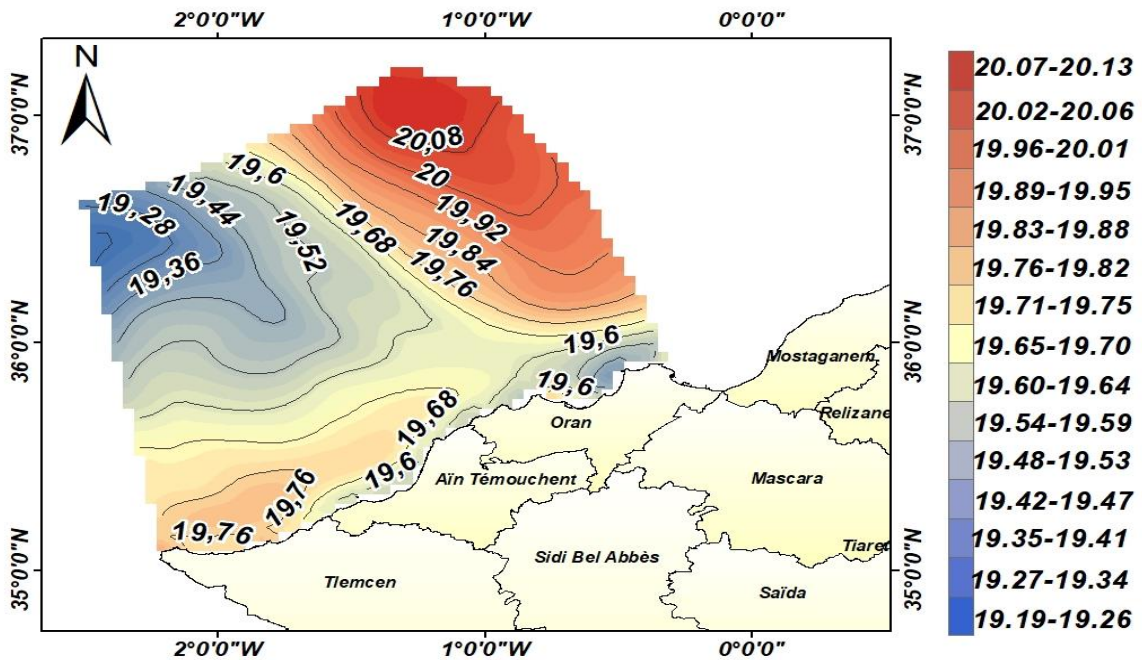 2°0'0"W 1°0'0"W 0°0'0"
N
37°0'0"N
36°0'0"N
35°0'0"N
37°0'0"N
36°0'0"N
35°0'0"N
20,08
20
19,6
19,44
19,28
19,92
19,68
19,52
19,84
19,76
19,36
19,6
19,6
19,68
19,6
19,76
19,76
Mostaganem
Relizane
Oran
Aïn Témouchent
Mascara
Tiaret
Sidi Bel Abbès
Tlemcen
Saïda
2°0'0"W 1°0'0"W 0°0'0"
20.07-20.13
20.02-20.06
19.96-20.01
19.89-19.95
19.83-19.88
19.76-19.82
19.71-19.75
19.65-19.70
19.60-19.64
19.54-19.59
19.48-19.53
19.42-19.47
19.35-19.41
19.27-19.34
19.19-19.26